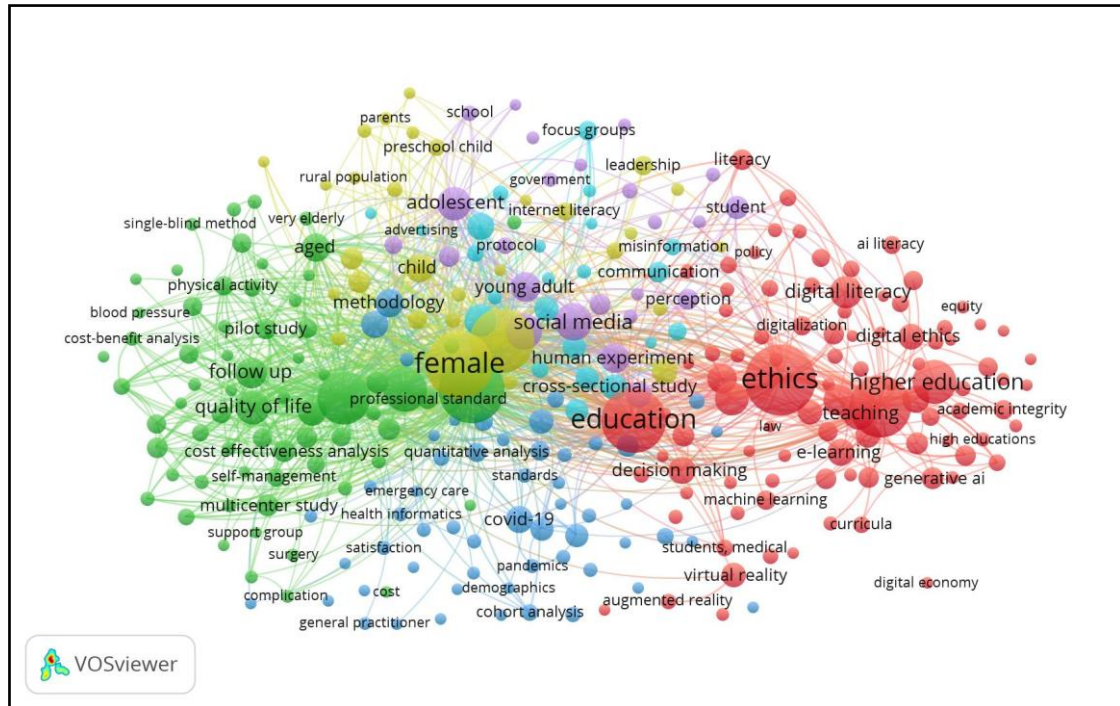 parents
school
preschool child
focus groups
leadership
literacy
rural population
government
adolescent
internet literacy
student
very elderly
single-blind method
aged
advertising
protocol
misinformation
policy
ai literacy
child
communication
physical activity
young adult
methodology
perception
digital literacy
equity
blood pressure
pilot study
social media
digitalization
digital ethics
cost-benefit analysis
follow up
female
human experiment
ethics
higher education
cross-sectional study
quality of life
professional standard
education
teaching
academic integrity
law
high educations
cost effectiveness analysis
quantitative analysis
e-learning
self-management
standards
decision making
generative ai
emergency care
multicenter study
health informatics
machine learning
covid-19
curricula
support group
surgery
satisfaction
students, medical
pandemics
virtual reality
digital economy
complication
cost
demographics
augmented reality
general practitioner
cohort analysis
VOSviewer